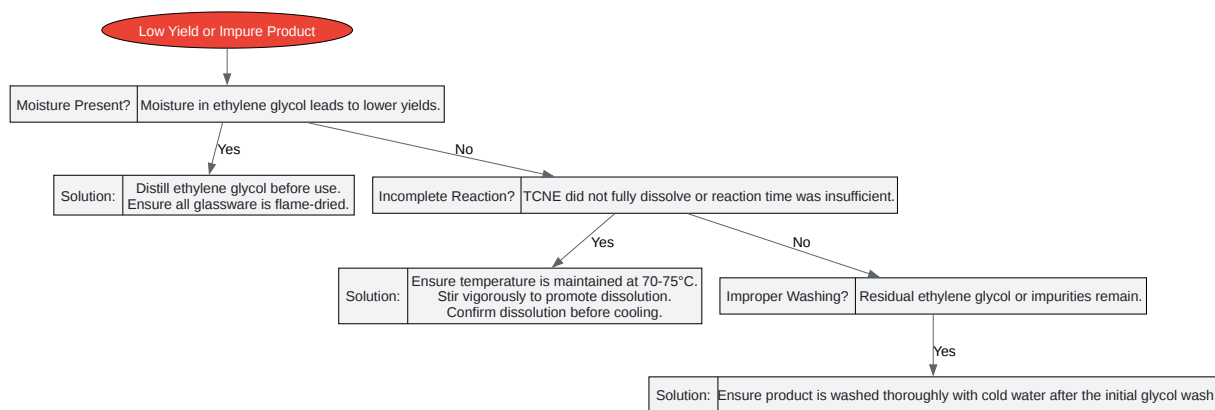 Low Yield or Impure Product
Moisture Present?
Moisture in ethylene glycol leads to lower yields.
Yes
No
Solution:
Distill ethylene glycol before use.
Ensure all glassware is flame-dried.
Incomplete Reaction?
TCNE did not fully dissolve or reaction time was insufficient.
Yes
No
Solution:
Ensure temperature is maintained at 70-75°C.
Stir vigorously to promote dissolution.
Confirm dissolution before cooling.
Improper Washing?
Residual ethylene glycol or impurities remain.
Yes
Solution:
Ensure product is washed thoroughly with cold water after the initial glycol wash